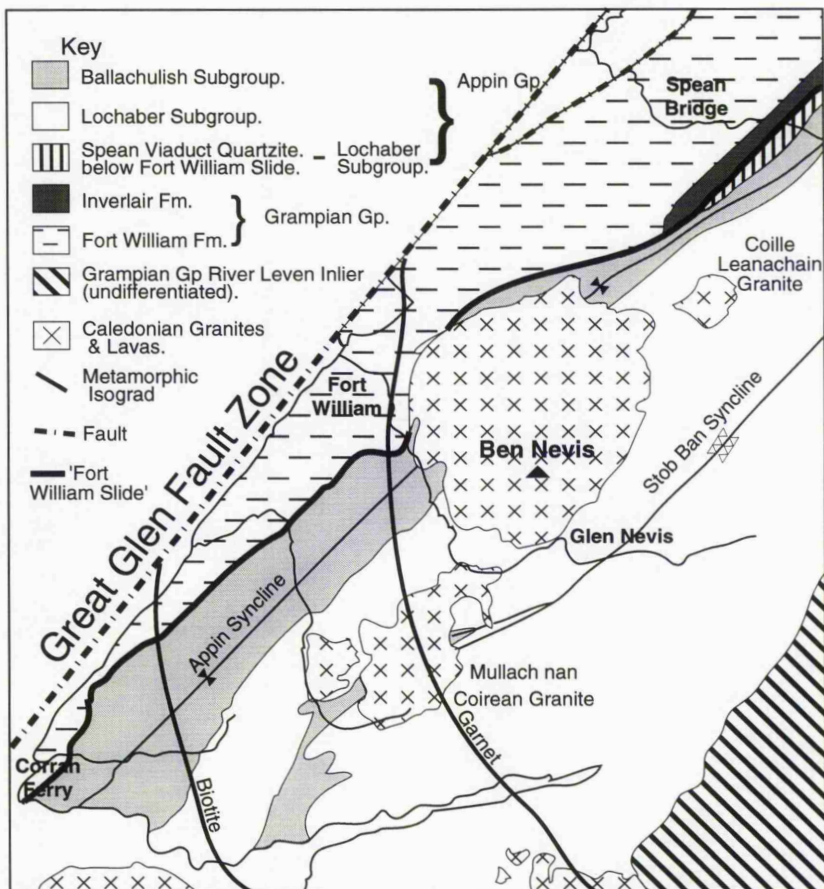 Key
Ballachulish Subgroup.
Lochaber Subgroup.
Spean Viaduct Quartzite.
below Fort William Slide.
- Lochaber
Subgroup.
} Appin Gp
Inverlair Fm.
Fort William Fm.
} Grampian Gp.
Grampian Gp River Leven Inlier
(undifferentiated).
Caledonian Granites
& Lavas.
Metamorphic
Isograd
Fault
'Fort
William Slide'
Spean
Bridge
Coille
Leanachain
Granite
Great Glen Fault Zone
Fort
William
Ben Nevis
Stob Ban Syncline
Glen Nevis
Appin Syncline
Mullach nan
Coirean Granite
Garnet
Biotite
Corran
Ferry